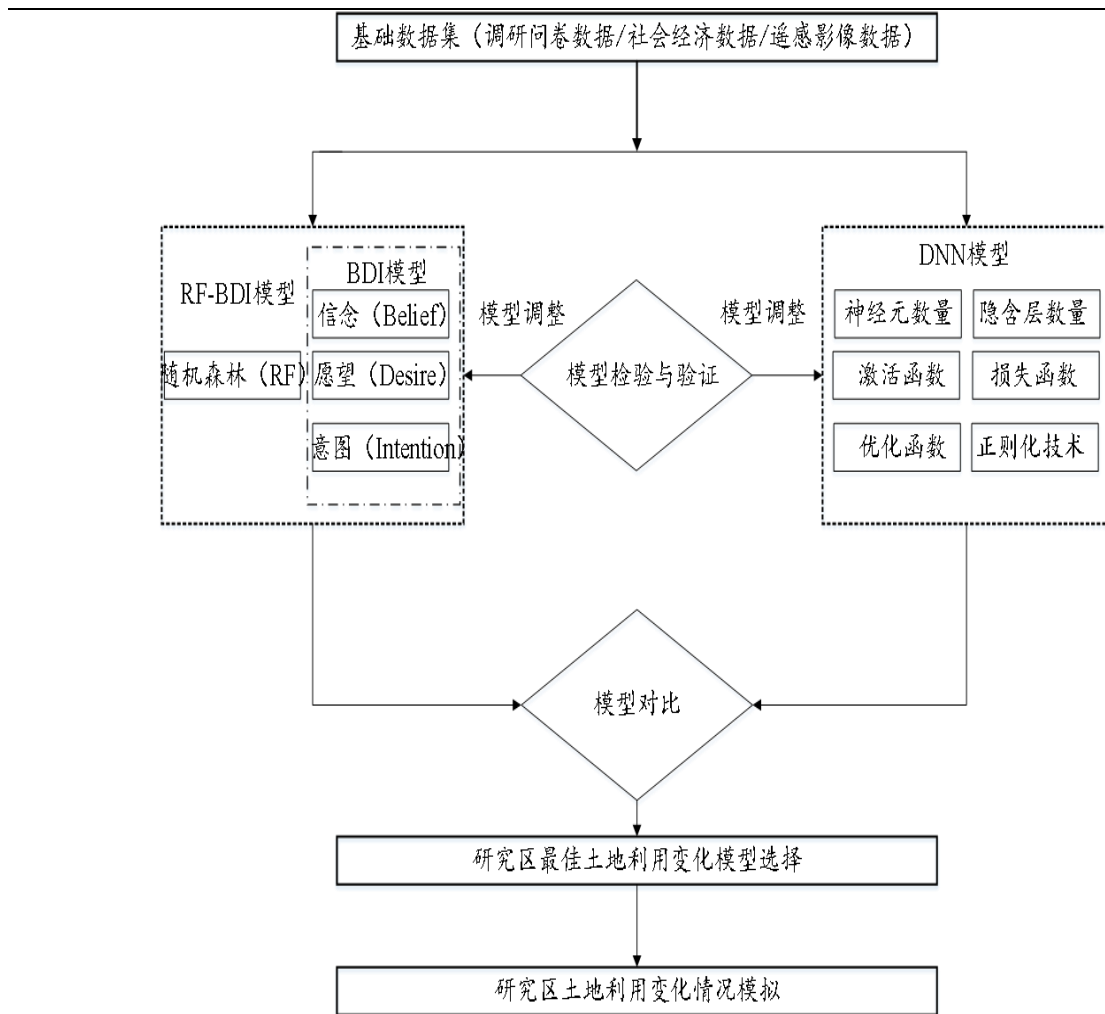 基础数据集（调研问卷数据/社会经济数据/遥感影像数据）
RF-BDI模型
随机森林（RF）
BDI模型
信念（Belief）
愿望（Desire）
意图（Intention）
模型调整
模型检验与验证
模型调整
DNN模型
神经元数量
隐含层数量
激活函数
损失函数
优化函数
正则化技术
模型对比
研究区最佳土地利用变化模型选择
研究区土地利用变化情况模拟